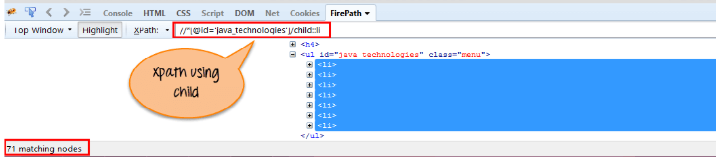 Console HTML CSS Script DOM Net Cookies FirePath
Top Window Highlight XPath: //*[@id='java_technologies']/child::li
<h4>
<ul id="java_technologies" class="menu">
<li>
<li>
<li>
<li>
<li>
<li>
<li>
</ul>
xpath using
child
71 matching nodes